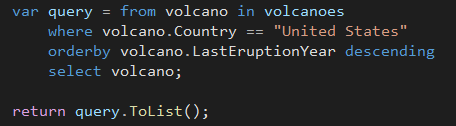 var query = from volcano in volcanoes
    where volcano.Country == "United States"
    orderby volcano.LastEruptionYear descending
    select volcano;

return query.ToList();